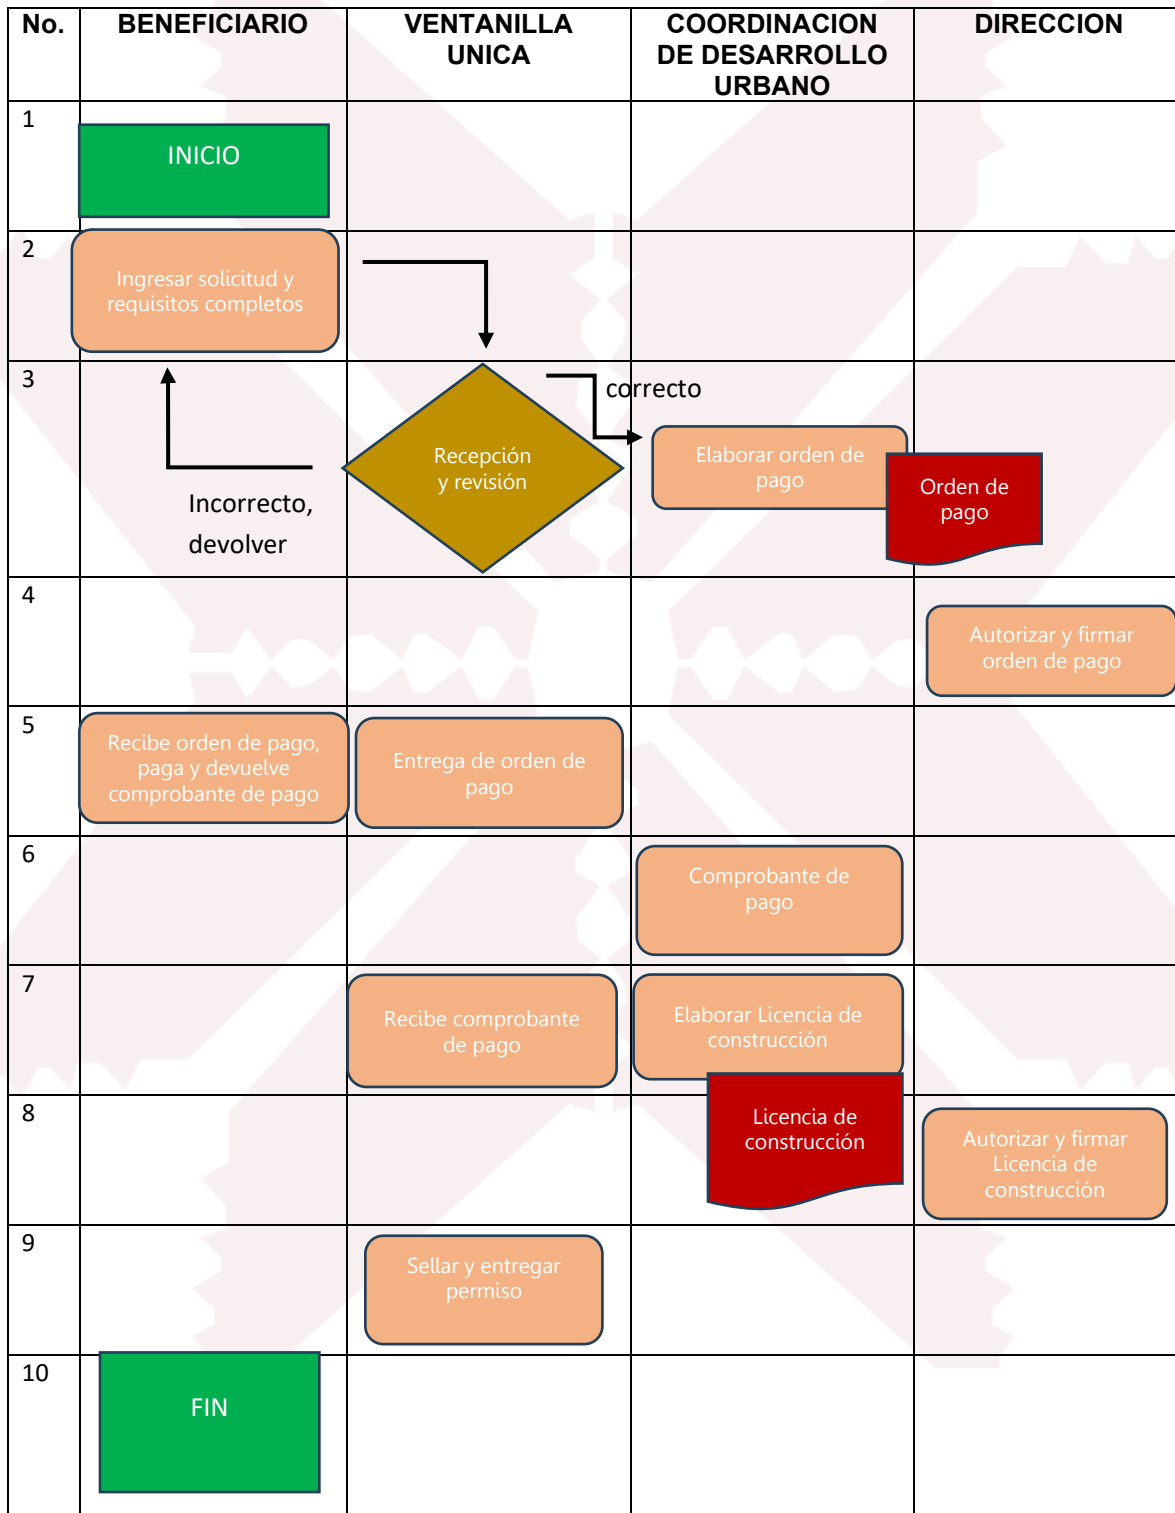 No.
BENEFICIARIO
VENTANILLA
UNICA
COORDINACION
DE DESARROLLO
URBANO
DIRECCION
1
INICIO
2
Ingresar solicitud y
requisitos completos
3
correcto
Recepción
y revisión
Elaborar orden de
pago
Orden de
pago
Incorrecto,
devolver
4
Autorizar y firmar
orden de pago
5
Recibe orden de pago,
paga y devuelve
comprobante de pago
Entrega de orden de
pago
6
Comprobante de
pago
7
Recibe comprobante
de pago
Elaborar Licencia de
construcción
8
Licencia de
construcción
Autorizar y firmar
Licencia de
construcción
9
Sellar y entregar
permiso
10
FIN